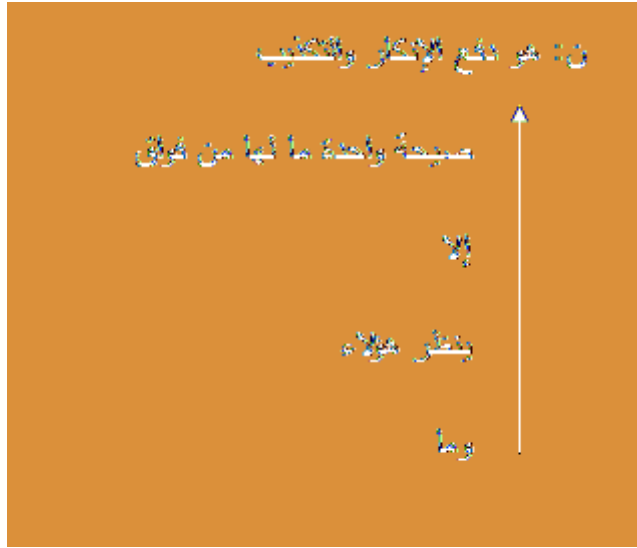 ن: هو دفع الإنكار والتكذيب
صيحة واحدة ما لها من فواق
إلا
ينظر هؤلاء
وما